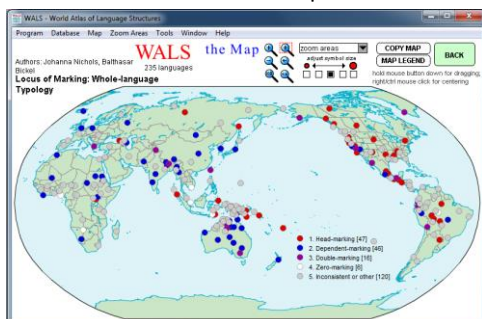 WALS - World Atlas of Language Structures
Program Database Map Zoom Areas Tools Window Help
WALS the Map
235 languages
zoom areas
adjust symbol size
COPY MAP
MAP LEGEND
BACK
hold mouse button down for dragging;
right/ctrl mouse click for centering
Authors: Johanna Nichols, Balthasar
Bickel
Locus of Marking: Whole-language
Typology
1. Head-marking [47]
2. Dependent-marking [46]
3. Double-marking [16]
4. Zero-marking [6]
5. Inconsistent or other [120]